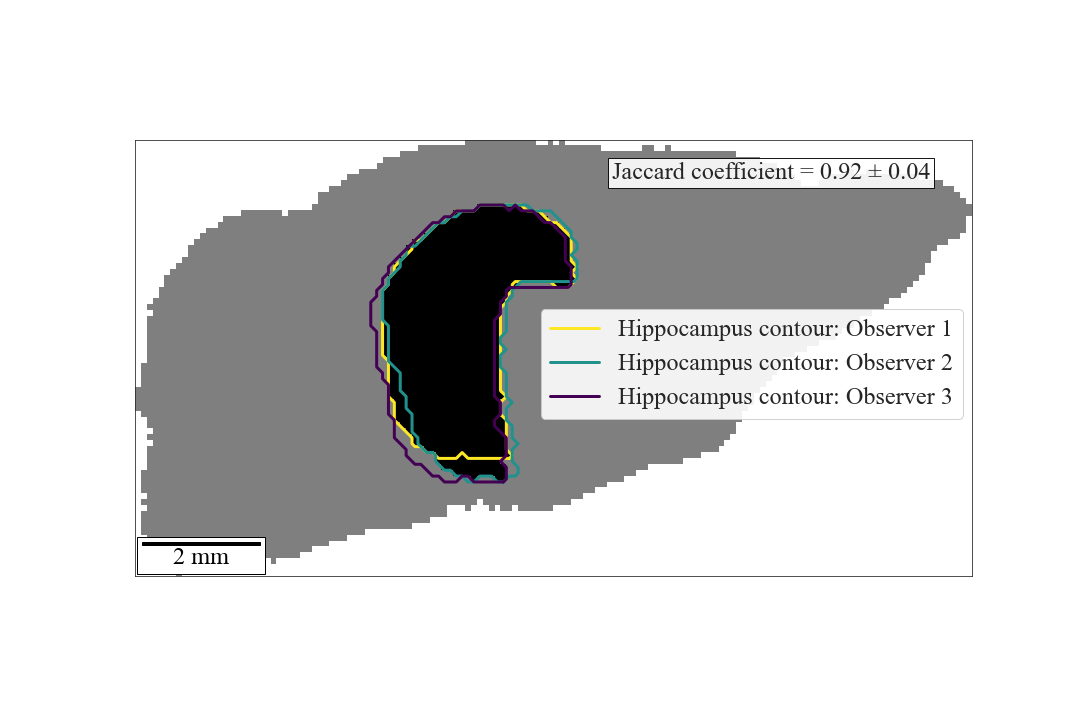 Jaccard coefficient = 0.92 ± 0.04
Hippocampus contour: Observer 1
Hippocampus contour: Observer 2
Hippocampus contour: Observer 3
2 mm